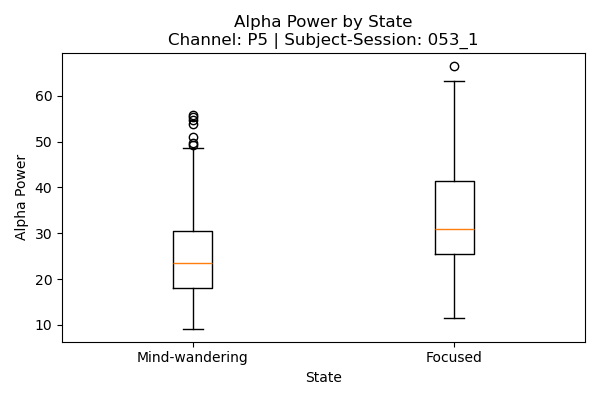 Alpha Power by State
Channel: P5 | Subject-Session: 053_1
Alpha Power
60
50
40
30
20
10
Mind-wandering
Focused
State